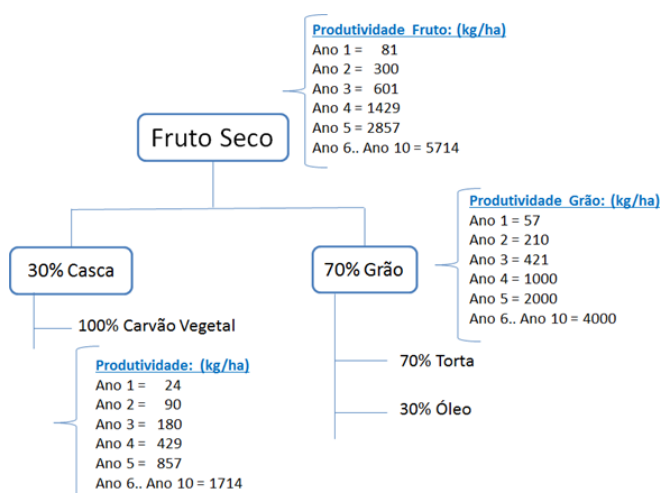 Produtividade Fruto: (kg/ha)
Ano 1 = 81
Ano 2 = 300
Ano 3 = 601
Ano 4 = 1429
Ano 5 = 2857
Ano 6.. Ano 10 = 5714
Fruto Seco
Produtividade Grão: (kg/ha)
Ano 1 = 57
Ano 2 = 210
Ano 3 = 421
Ano 4 = 1000
Ano 5 = 2000
Ano 6.. Ano 10 = 4000
30% Casca
70% Grão
100% Carvão Vegetal
Produtividade: (kg/ha)
Ano 1 = 24
Ano 2 = 90
Ano 3 = 180
Ano 4 = 429
Ano 5 = 857
Ano 6.. Ano 10 = 1714
70% Torta
30% Óleo